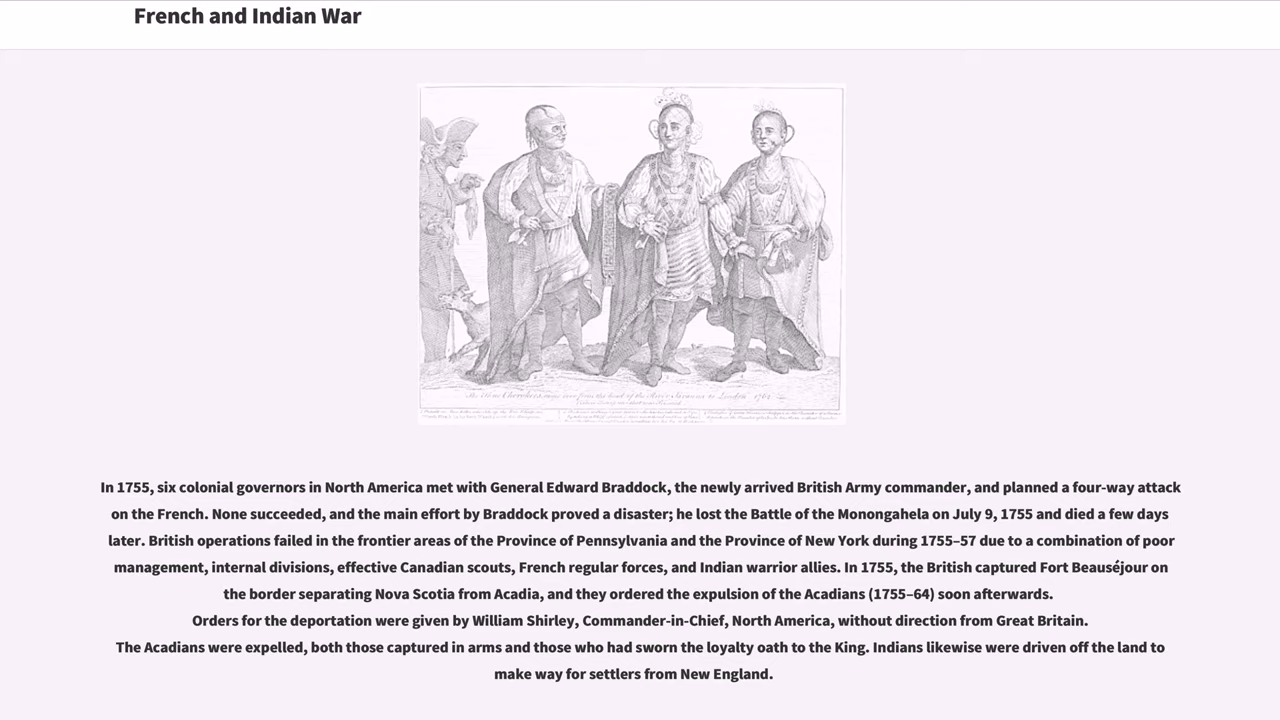 French and Indian War
In 1755, six colonial governors in North America met with General Edward Braddock, the newly arrived British Army commander, and planned a four-way attack
on the French. None succeeded, and the main effort by Braddock proved a disaster; he lost the Battle of the Monongahela on July 9, 1755 and died a few days
later. British operations failed in the frontier areas of the Province of Pennsylvania and the Province of New York during 1755–57 due to a combination of poor
management, internal divisions, effective Canadian scouts, French regular forces, and Indian warrior allies. In 1755, the British captured Fort Beauséjour on
the border separating Nova Scotia from Acadia, and they ordered the expulsion of the Acadians (1755–64) soon afterwards.
Orders for the deportation were given by William Shirley, Commander-in-Chief, North America, without direction from Great Britain.
The Acadians were expelled, both those captured in arms and those who had sworn the loyalty oath to the King. Indians likewise were driven off the land to
make way for settlers from New England.